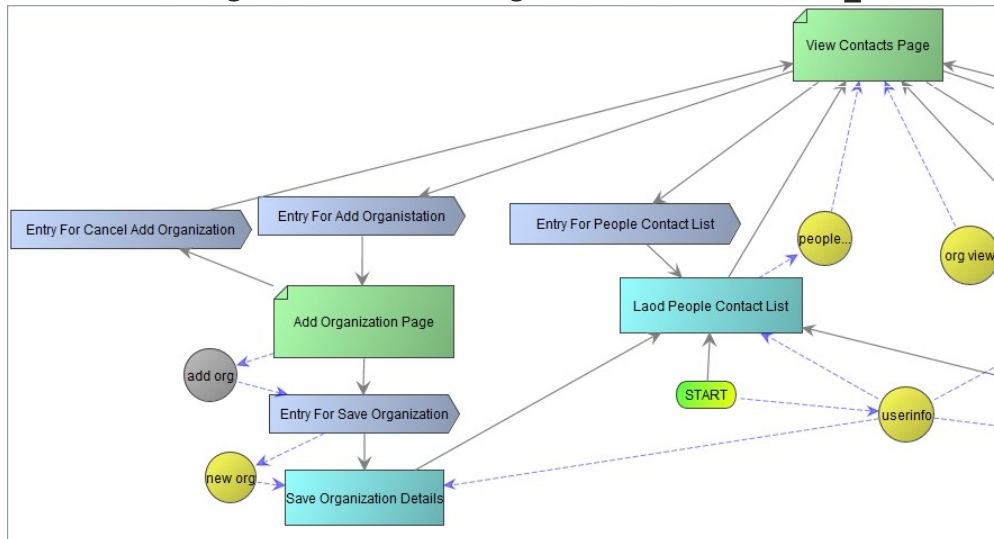 View Contacts Page
Entry For Cancel Add Organization
Entry For Add Organistation
Entry For People Contact List
people...
org view
Add Organization Page
Laod People Contact List
add org
START
userinfo
Entry For Save Organization
new org
Save Organization Details